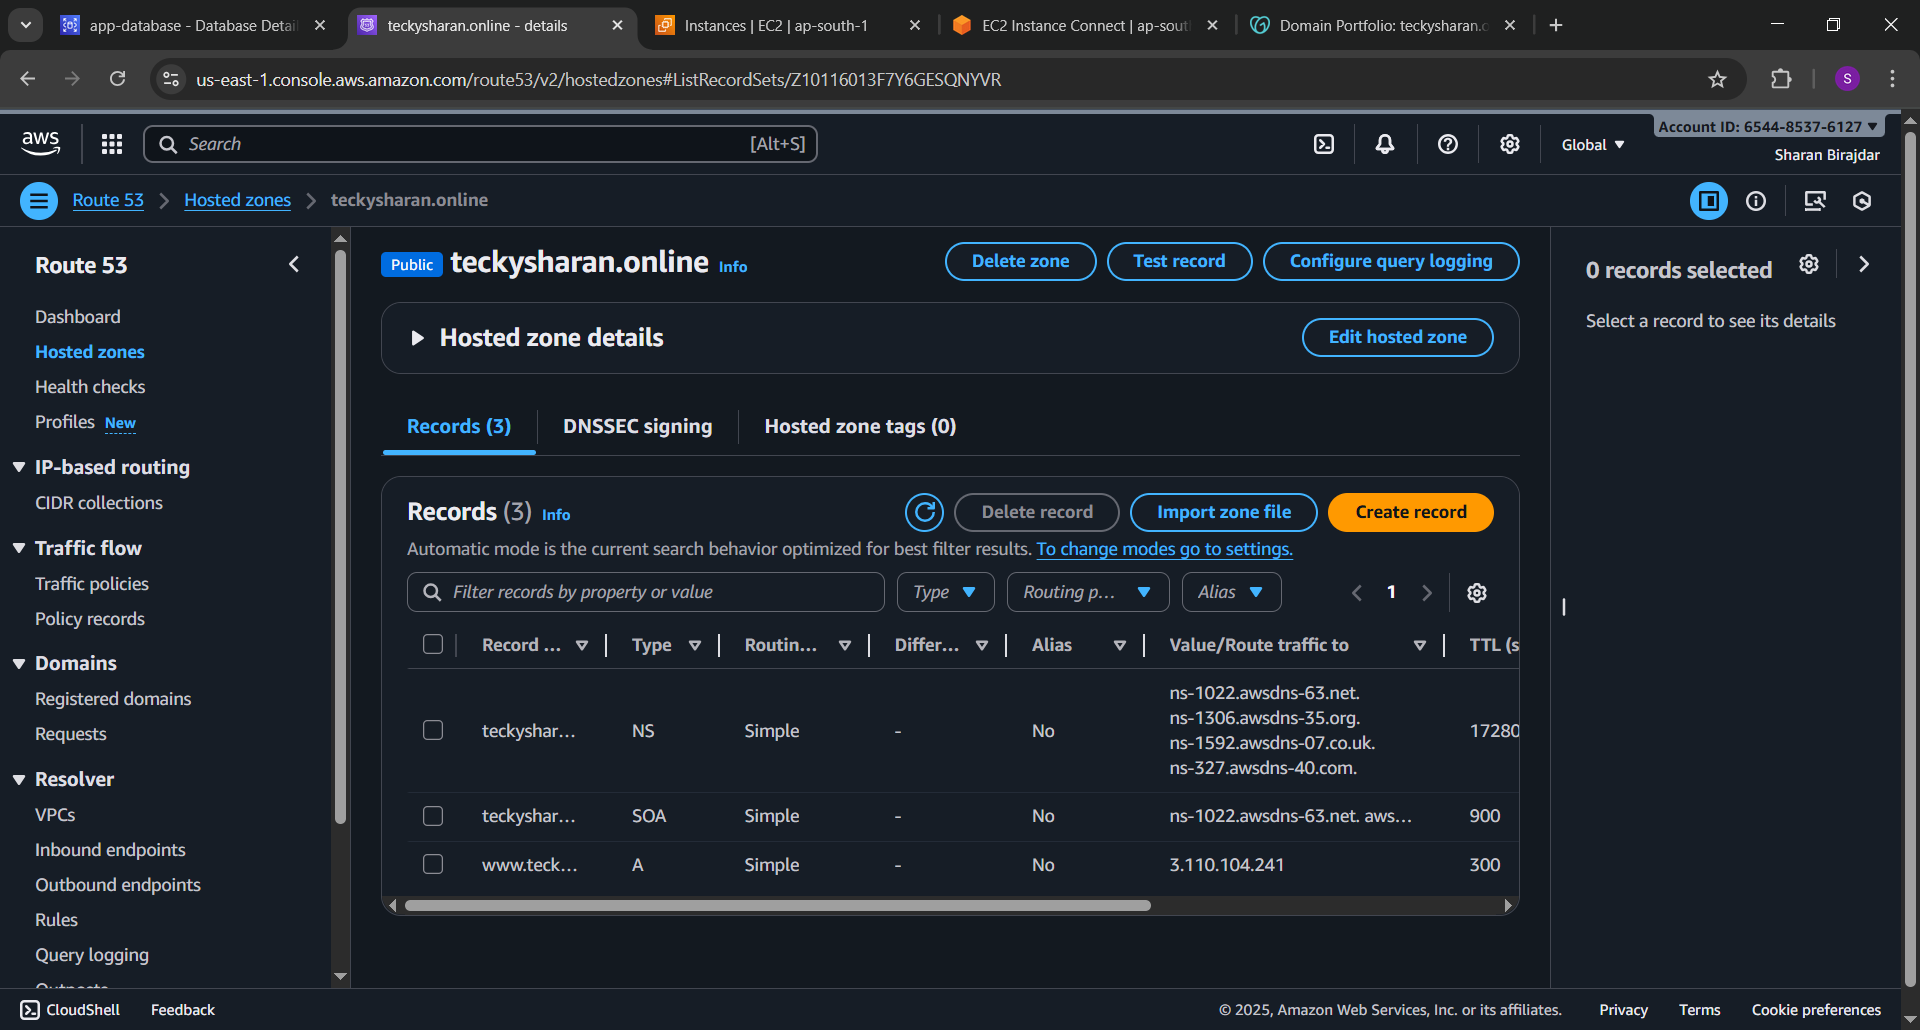 app-database - Database Detai
teckysharan.online - details
Instances | EC2 | ap-south-1
EC2 Instance Connect | ap-sout
Domain Portfolio: teckysharan.o
us-east-1.console.aws.amazon.com/route53/v2/hostedzones#ListRecordSets/Z10116013F7Y6GESQNYVR
S
aws
Search
[Alt+S]
Global
Account ID: 6544-8537-6127
Sharan Birajdar
Route 53
Hosted zones
teckysharan.online
Route 53
Dashboard
Hosted zones
Health checks
Profiles New
IP-based routing
CIDR collections
Traffic flow
Traffic policies
Policy records
Domains
Registered domains
Requests
Resolver
VPCs
Inbound endpoints
Outbound endpoints
Rules
Query logging
Public teckysharan.online Info
Delete zone
Test record
Configure query logging
Hosted zone details
Edit hosted zone
Records (3)
DNSSEC signing
Hosted zone tags (0)
Records (3) Info
Delete record
Import zone file
Create record
Automatic mode is the current search behavior optimized for best filter results. To change modes go to settings.
Filter records by property or value
Type
Routing p...
Alias
1
Record ... Type Routin... Differ... Alias Value/Route traffic to TTL (s
teckyshar... NS Simple - No ns-1022.awsdns-63.net.
ns-1306.awsdns-35.org.
ns-1592.awsdns-07.co.uk.
ns-327.awsdns-40.com.
17280
teckyshar... SOA Simple - No ns-1022.awsdns-63.net. aws... 900
www.teck... A Simple - No 3.110.104.241 300
0 records selected
Select a record to see its details
CloudShell
Feedback
© 2025, Amazon Web Services, Inc. or its affiliates.
Privacy
Terms
Cookie preferences